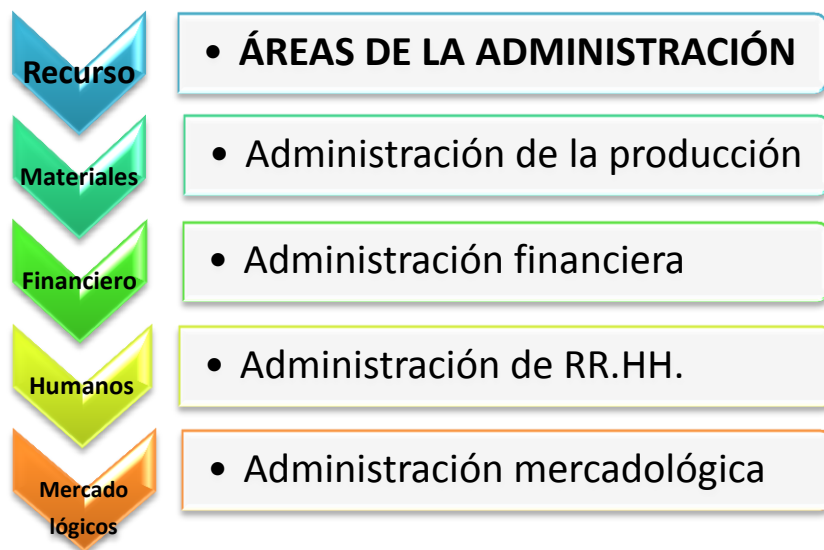 Recurso
• ÁREAS DE LA ADMINISTRACIÓN
Materiales
• Administración de la producción
Financiero
• Administración financiera
Humanos
• Administración de RR.HH.
Mercado
lógicos
• Administración mercadológica